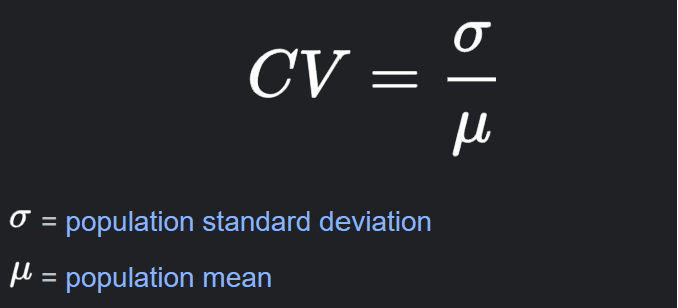 CV = σ/μ
σ = population standard deviation
μ = population mean